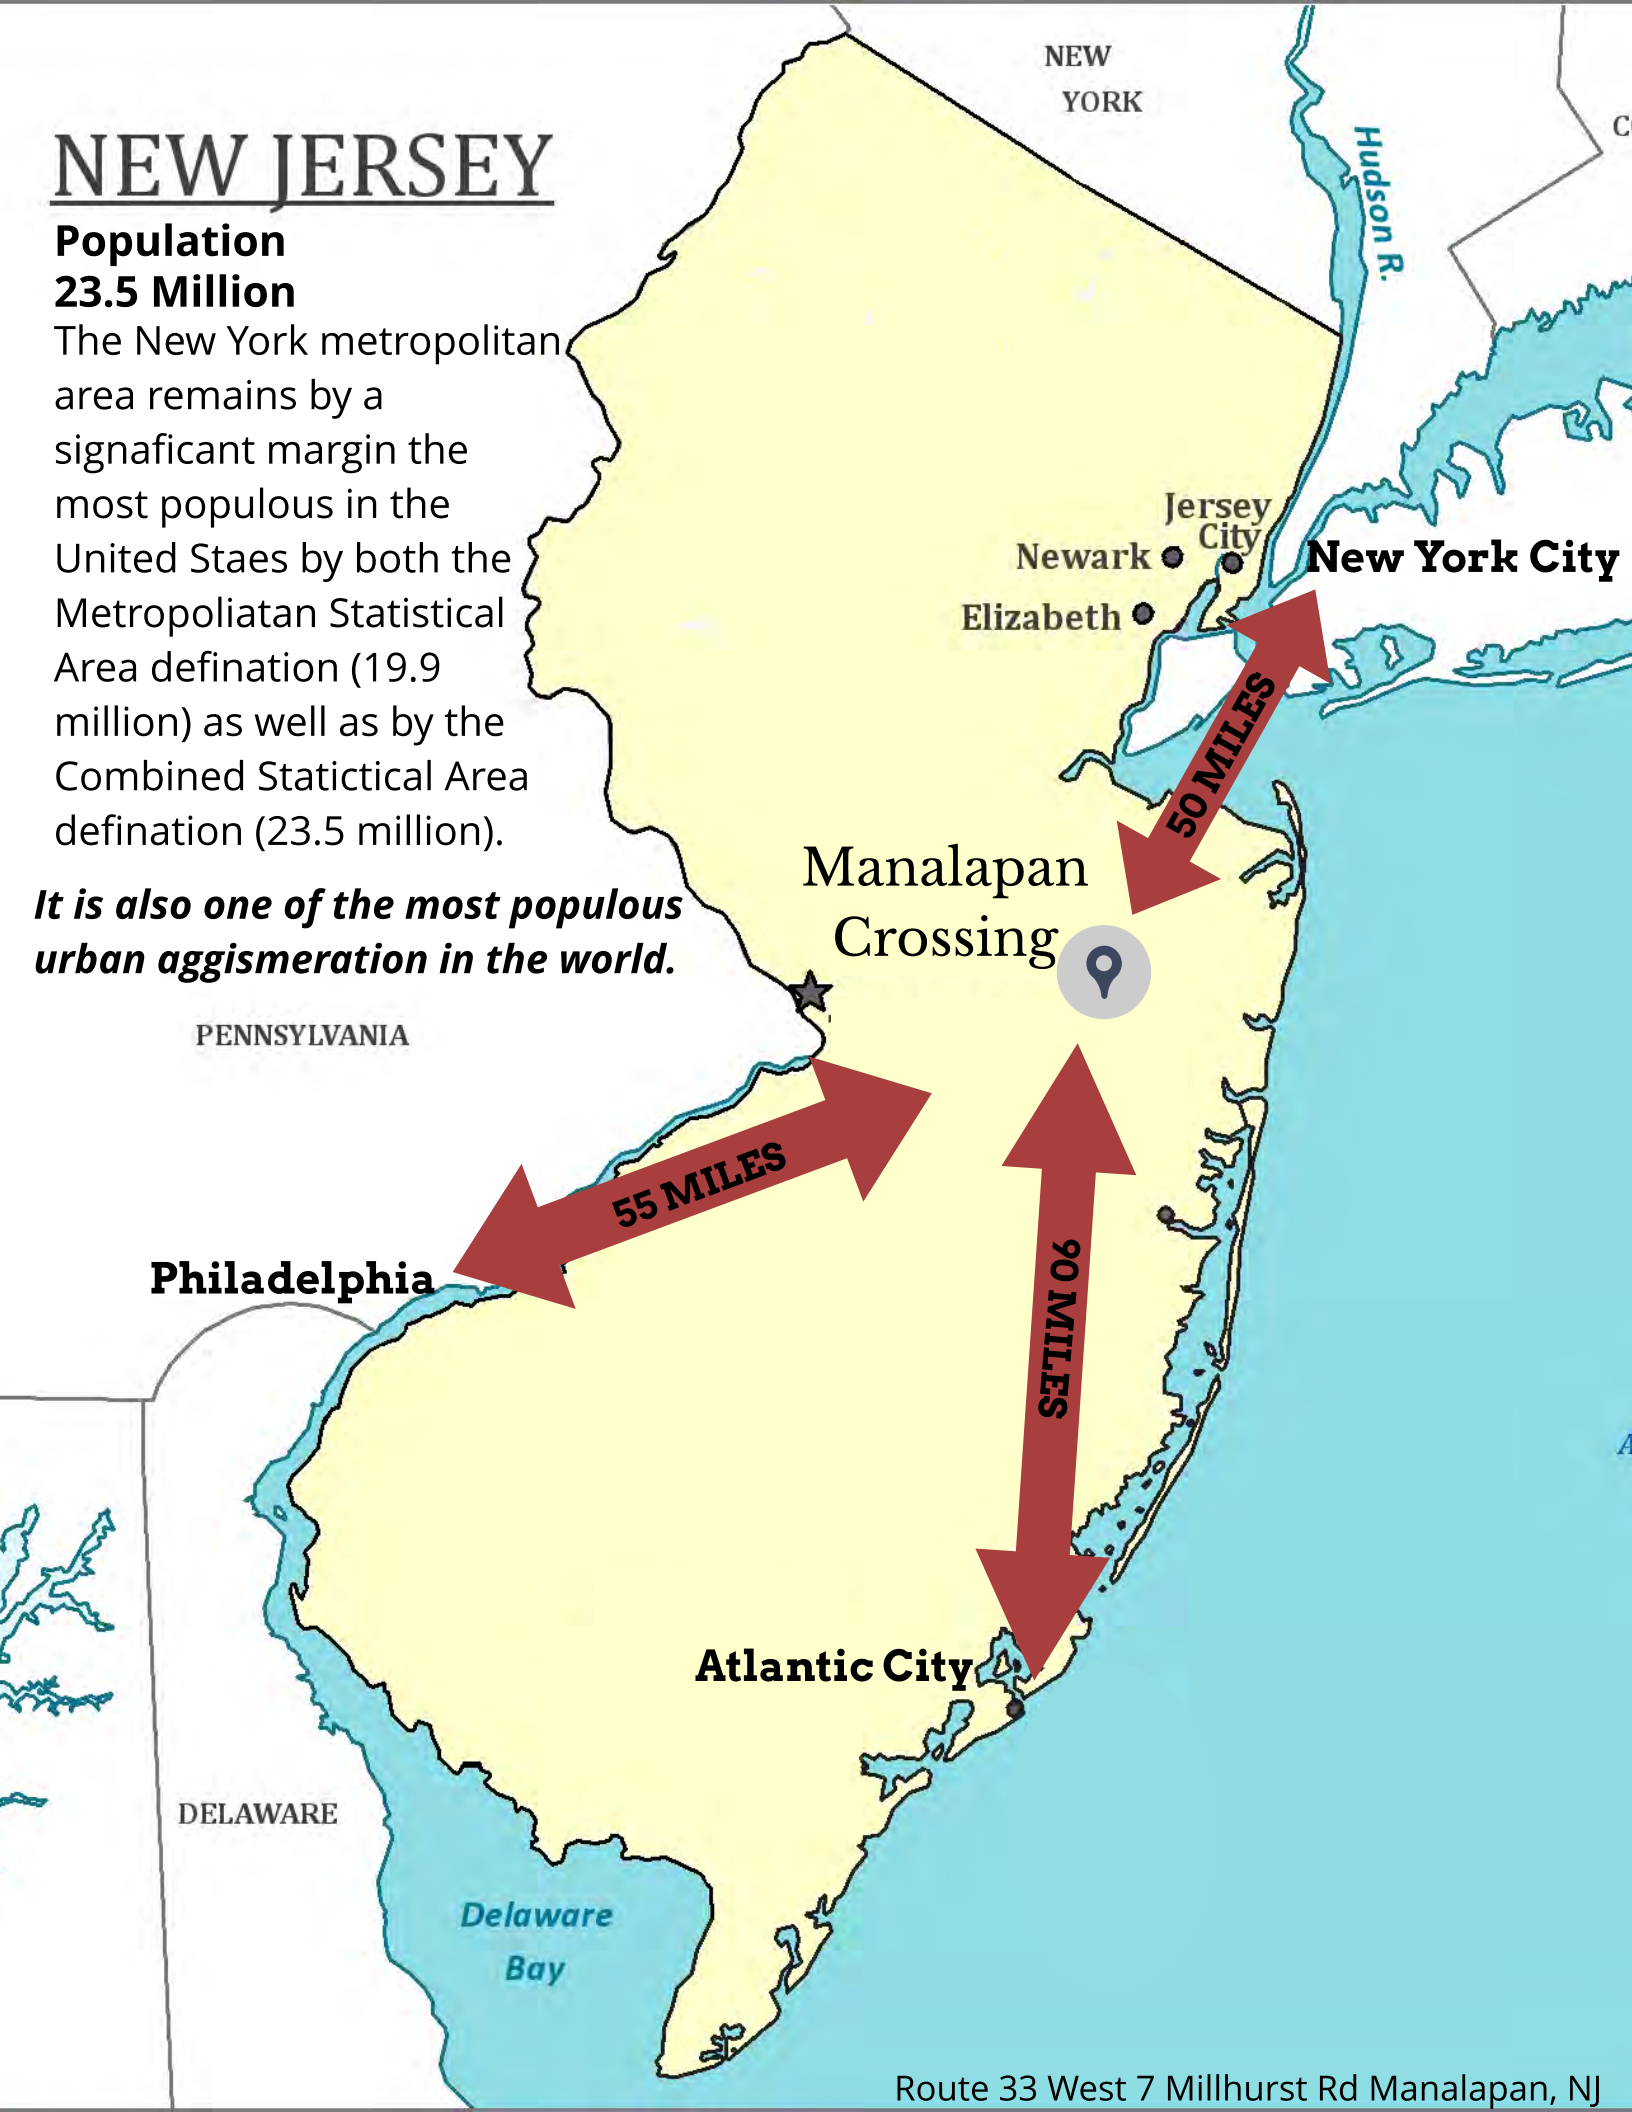 NEW JERSEY
Population
23.5 Million
The New York metropolitan
area remains by a
signaficant margin the
most populous in the
United Staes by both the
Metropoliatan Statistical
Area defination (19.9
million) as well as by the
Combined Statictical Area
defination (23.5 million).
It is also one of the most populous
urban aggismeration in the world.
NEW
YORK
Hudson R.
Jersey
City
Newark
Elizabeth
New York City
50 MILES
Manalapan
Crossing
PENNSYLVANIA
55 MILES
Philadelphia
90 MILES
Atlantic City
DELAWARE
Delaware
Bay
Route 33 West 7 Millhurst Rd Manalapan, NJ